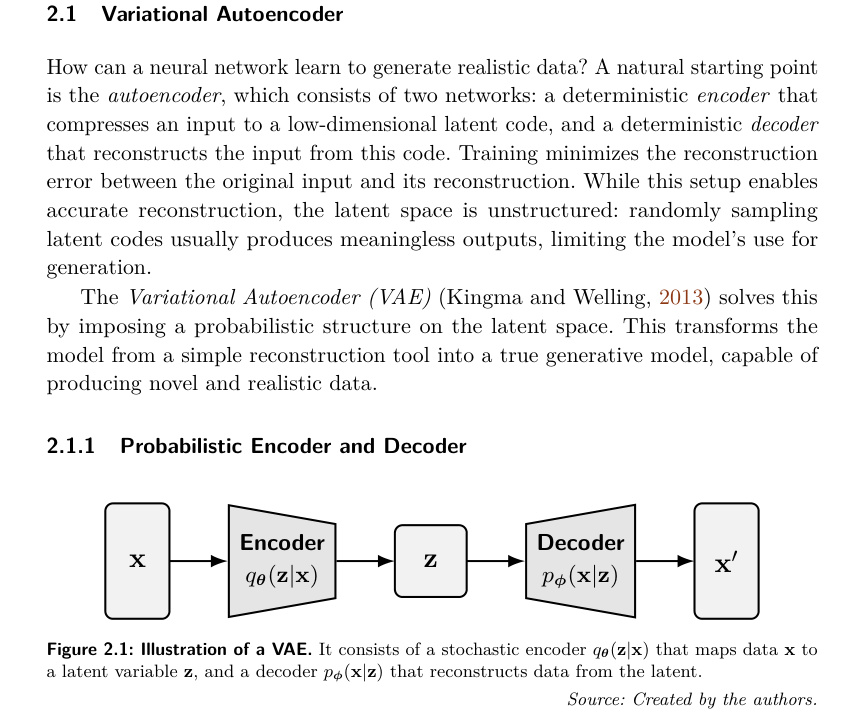 2.1 Variational Autoencoder
How can a neural network learn to generate realistic data? A natural starting point
is the autoencoder, which consists of two networks: a deterministic encoder that
compresses an input to a low-dimensional latent code, and a deterministic decoder
that reconstructs the input from this code. Training minimizes the reconstruction
error between the original input and its reconstruction. While this setup enables
accurate reconstruction, the latent space is unstructured: randomly sampling
latent codes usually produces meaningless outputs, limiting the model's use for
generation.
The Variational Autoencoder (VAE) (Kingma and Welling, 2013) solves this
by imposing a probabilistic structure on the latent space. This transforms the
model from a simple reconstruction tool into a true generative model, capable of
producing novel and realistic data.
2.1.1 Probabilistic Encoder and Decoder
x
Encoder
q_θ(z|x)
z
Decoder
p_ϕ(x|z)
x′
Figure 2.1: Illustration of a VAE. It consists of a stochastic encoder q_θ(z|x) that maps data x to
a latent variable z, and a decoder p_ϕ(x|z) that reconstructs data from the latent.
Source: Created by the authors.